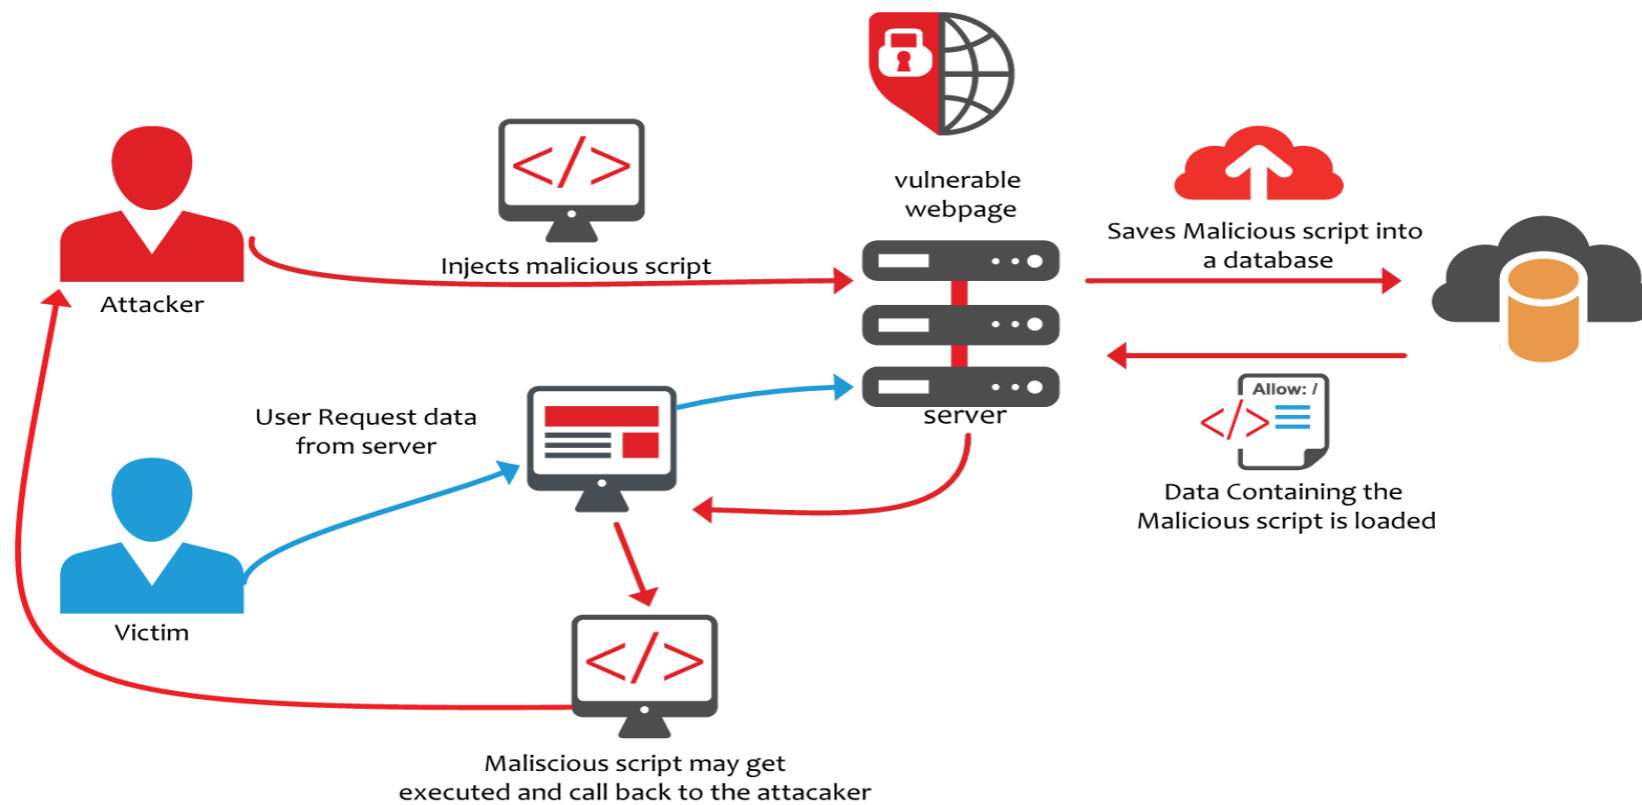 vulnerable
webpage
Saves Malicious script into
a database
Injects malicious script
Attacker
Allow: /
User Request data
from server
server
Data Containing the
Malicious script is loaded
Victim
Maliscious script may get
executed and call back to the attacaker